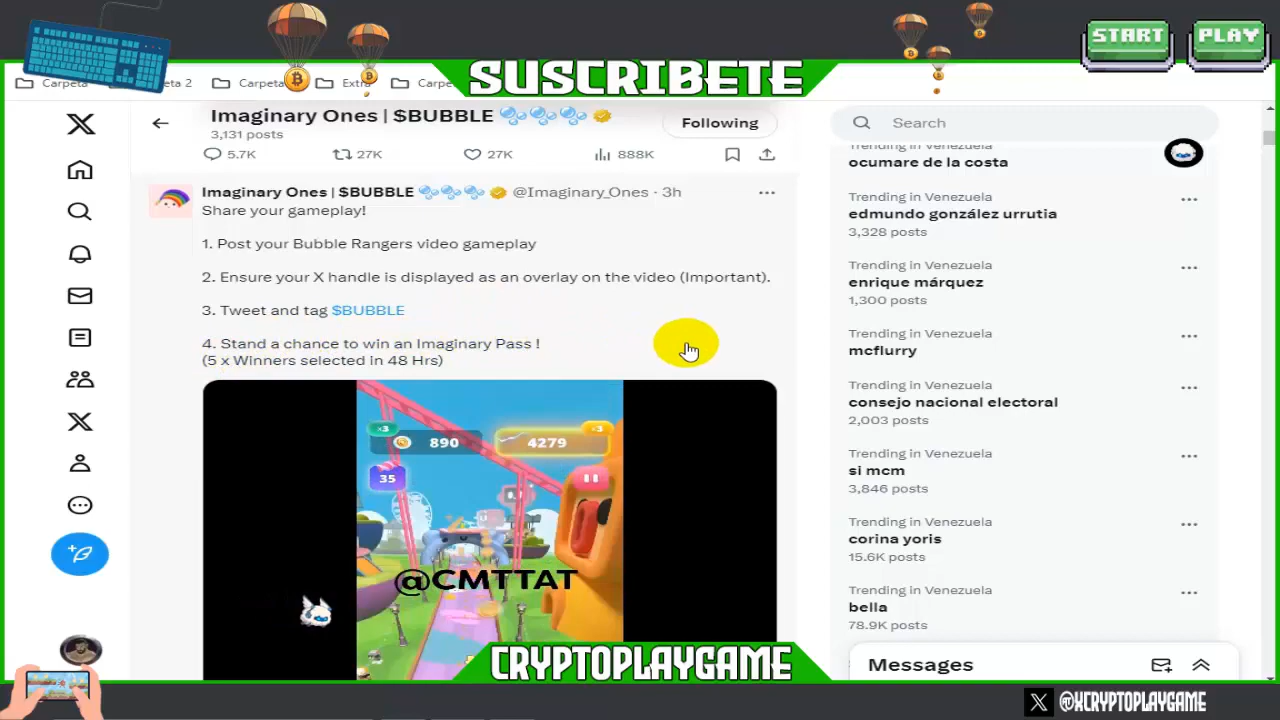 START
PLAY
SUSCRIBETE
Carpeta
2
Carpeta
Extr
Carpe
Imaginary Ones | $BUBBLE
3,131 posts
Following
Search
5.7K
27K
27K
888K
Imaginary Ones | $BUBBLE @Imaginary_Ones · 3h
Share your gameplay!
1. Post your Bubble Rangers video gameplay
2. Ensure your X handle is displayed as an overlay on the video (Important).
3. Tweet and tag $BUBBLE
4. Stand a chance to win an Imaginary Pass !
(5 x Winners selected in 48 Hrs)
x3
890
x3
4279
35
@CMTTAT
Trending in Venezuela
ocumare de la costa
Trending in Venezuela
edmundo gonzález urrutia
3,328 posts
Trending in Venezuela
enrique márquez
1,300 posts
Trending in Venezuela
mcflurry
Trending in Venezuela
consejo nacional electoral
2,003 posts
Trending in Venezuela
si mcm
3,846 posts
Trending in Venezuela
corina yoris
15.6K posts
Trending in Venezuela
bella
78.9K posts
Messages
CRYPTOPLAYGAME
@XCRYPTOPLAYGAME